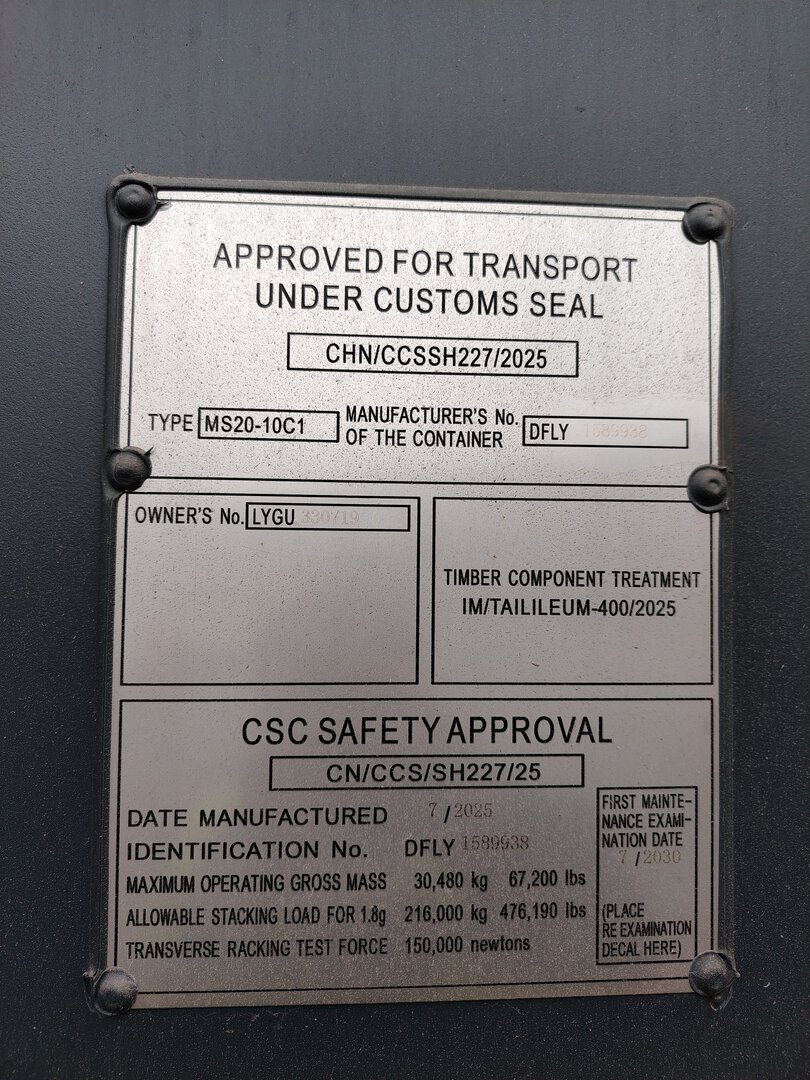 APPROVED FOR TRANSPORT
UNDER CUSTOMS SEAL
CHN/CCSSH227/2025
TYPE MS20-10C1 MANUFACTURER'S No. OF THE CONTAINER DFLY 1589938
OWNER'S No. LYGU 330719
TIMBER COMPONENT TREATMENT
IM/TAILILEUM-400/2025
CSC SAFETY APPROVAL
CN/CCS/SH227/25
DATE MANUFACTURED 7 / 2025
IDENTIFICATION No. DFLY 1589938
MAXIMUM OPERATING GROSS MASS 30,480 kg 67,200 lbs
ALLOWABLE STACKING LOAD FOR 1.8g 216,000 kg 476,190 lbs
TRANSVERSE RACKING TEST FORCE 150,000 newtons
FIRST MAINTE-
NANCE EXAMI-
NATION DATE
7 / 2030
(PLACE
RE EXAMINATION
DECAL HERE)